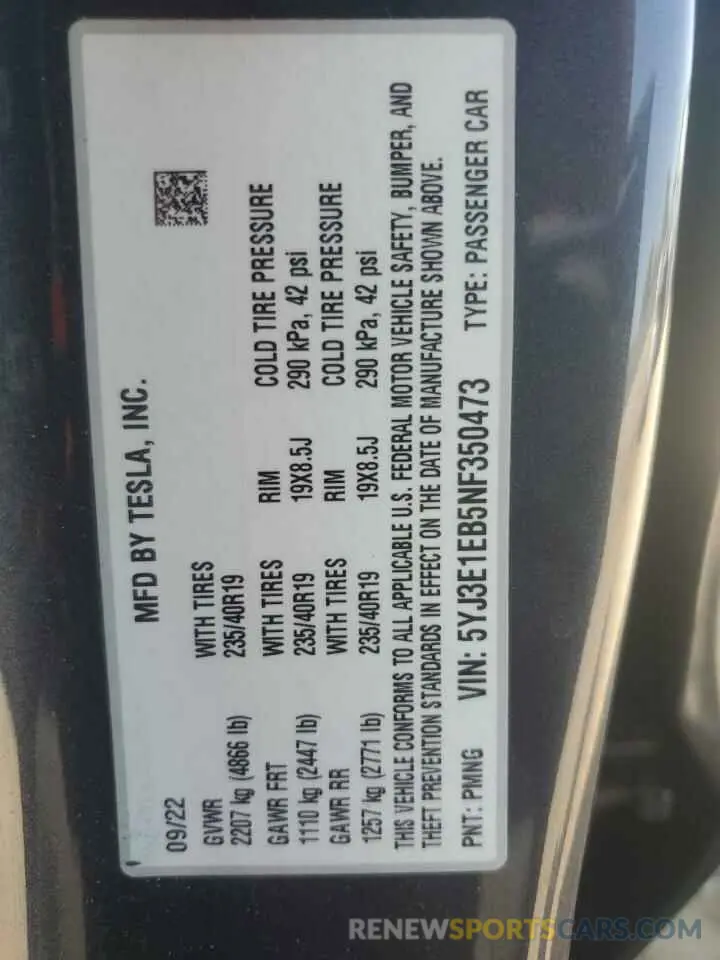 MFD BY TESLA, INC.
09/22
GVWR WITH TIRES
2207 kg (4866 lb) 235/40R19
GAWR FRT WITH TIRES RIM COLD TIRE PRESSURE
1110 kg (2447 lb) 235/40R19 19X8.5J 290 kPa, 42 psi
GAWR RR WITH TIRES RIM COLD TIRE PRESSURE
1257 kg (2771 lb) 235/40R19 19X8.5J 290 kPa, 42 psi
THIS VEHICLE CONFORMS TO ALL APPLICABLE U.S. FEDERAL MOTOR VEHICLE SAFETY, BUMPER, AND
THEFT PREVENTION STANDARDS IN EFFECT ON THE DATE OF MANUFACTURE SHOWN ABOVE.
PNT: PMNG VIN: 5YJ3E1EB5NF350473 TYPE: PASSENGER CAR
RENEWSPORTSCARS.COM